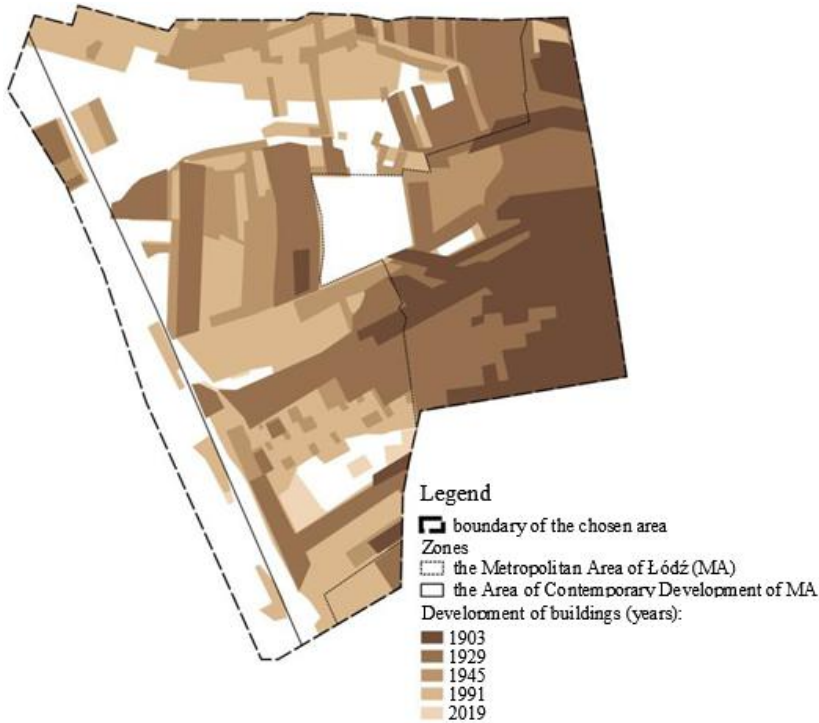 Legend
boundary of the chosen area
Zones
the Metropolitan Area of Łódź (MA)
the Area of Contemporary Development of MA
Development of buildings (years):
1903
1929
1945
1991
2019